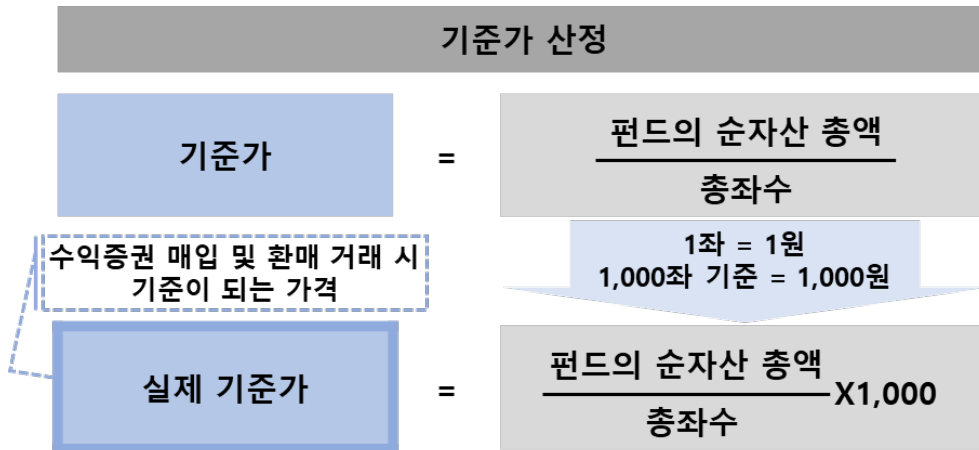 기준가 산정
기준가
=
펀드의 순자산 총액
총좌수
수익증권 매입 및 환매 거래 시
기준이 되는 가격
1좌 = 1원
1,000좌 기준 = 1,000원
실제 기준가
=
펀드의 순자산 총액
총좌수
X1,000